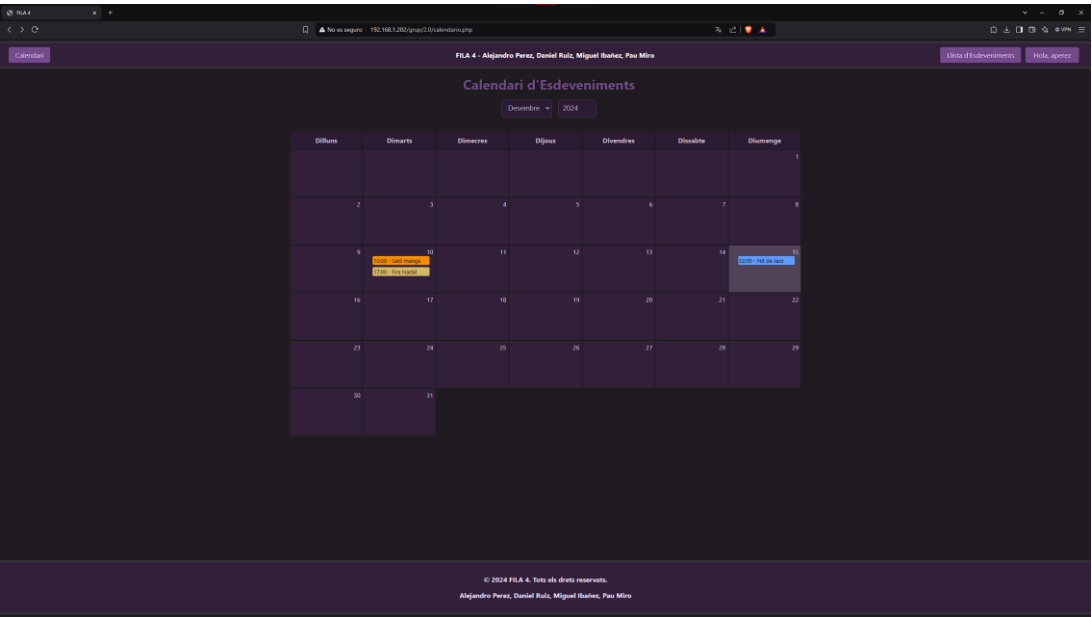 FILA 4
No es seguro 192.168.1.202/grup/2.0/calendario.php
VPN
Calendari
FILA 4 - Alejandro Perez, Daniel Ruiz, Miguel Ibañez, Pau Miro
Llista d'Esdeveniments
Hola, aperez
Calendari d'Esdeveniments
Desembre 2024
Dilluns Dimarts Dimecres Dijous Divendres Dissabte Diumenge
1
2 3 4 5 6 7 8
9 10 11 12 13 14 15
10:00 - Saló manga 22:00 - Nit de Jazz
17:00 - Fira Nadal
16 17 18 19 20 21 22
23 24 25 26 27 28 29
30 31
© 2024 FILA 4. Tots els drets reservats.
Alejandro Perez, Daniel Ruiz, Miguel Ibañez, Pau Miro